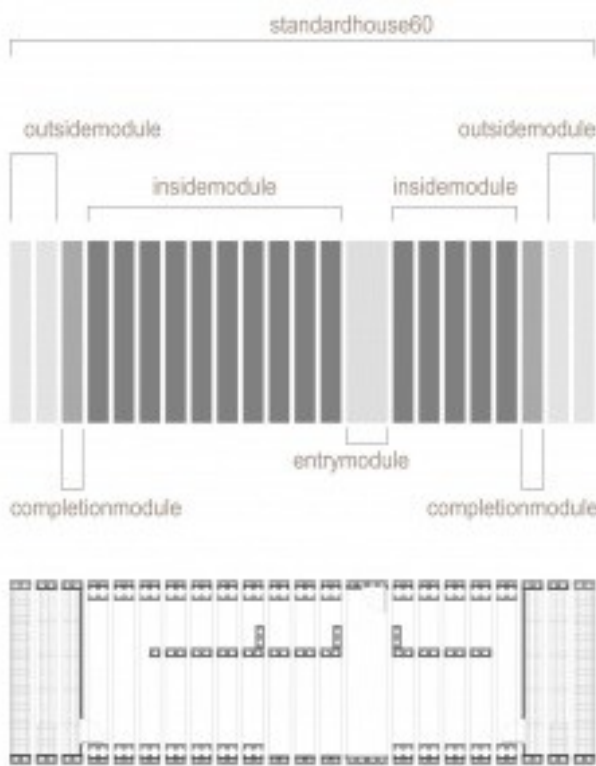 standardhouse60
outsidemodule outsidemodule
insidemodule insidemodule
entrymodule
completionmodule completionmodule